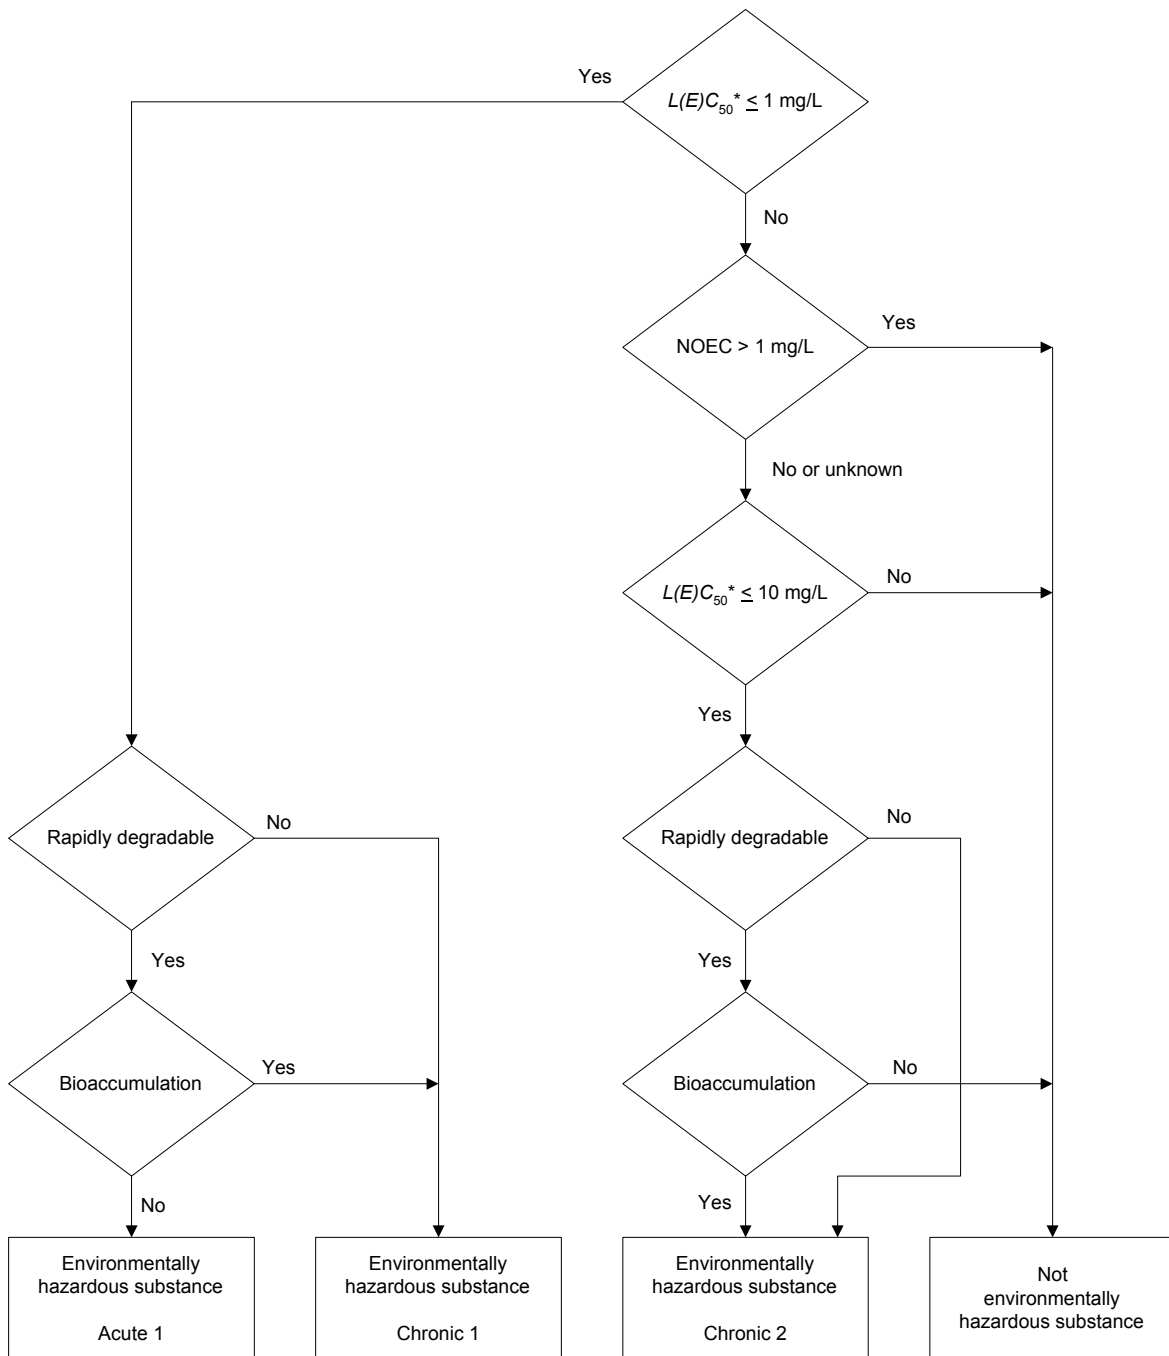 Yes
L(E)C50* ≤ 1 mg/L
No
NOEC > 1 mg/L
Yes
No or unknown
L(E)C50* ≤ 10 mg/L
No
Yes
Rapidly degradable
No
Rapidly degradable
No
Yes
Yes
Bioaccumulation
Yes
Bioaccumulation
No
No
Yes
Environmentally
hazardous substance
Acute 1
Environmentally
hazardous substance
Chronic 1
Environmentally
hazardous substance
Chronic 2
Not
environmentally
hazardous substance